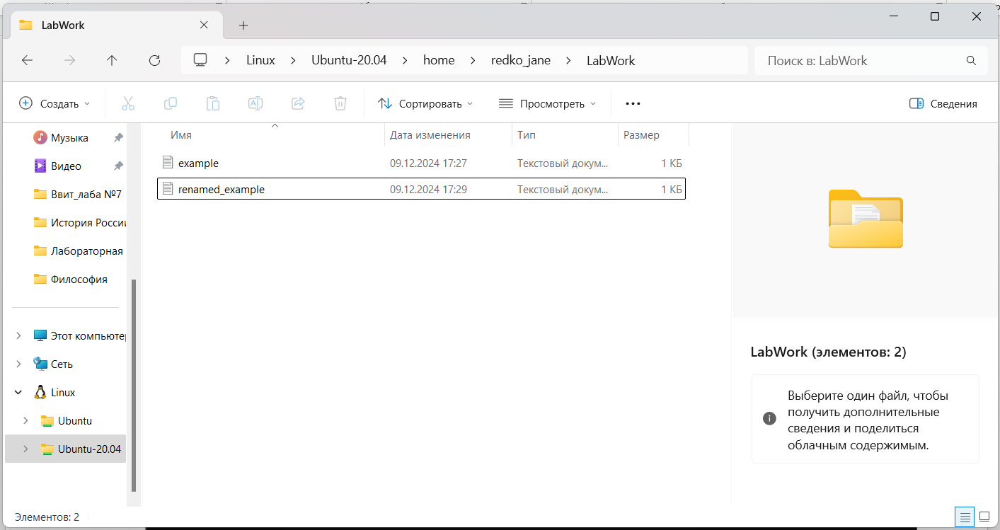 LabWork
Linux Ubuntu-20.04 home redko_jane LabWork
Поиск в: LabWork
Создать
Сортировать
Просмотреть
Сведения
Музыка
Видео
Ввит_лаба №7
История России
Лабораторная
Философия
Этот компьютер
Сеть
Linux
Ubuntu
Ubuntu-20.04
Имя Дата изменения Тип Размер
example 09.12.2024 17:27 Текстовый докум... 1 КБ
renamed_example 09.12.2024 17:29 Текстовый докум... 1 КБ
LabWork (элементов: 2)
Выберите один файл, чтобы
получить дополнительные
сведения и поделиться
облачным содержимым.
Элементов: 2